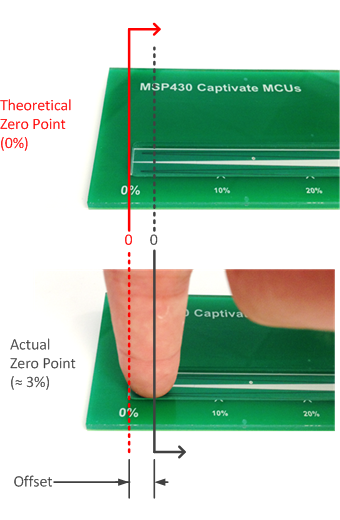 MSP430 Captivate MCUs
Theoretical
Zero Point
(0%)
0%
10%
20%
0
0
Captivate M
Actual
Zero Point
(≈ 3%)
0%
10%
20%
Offset